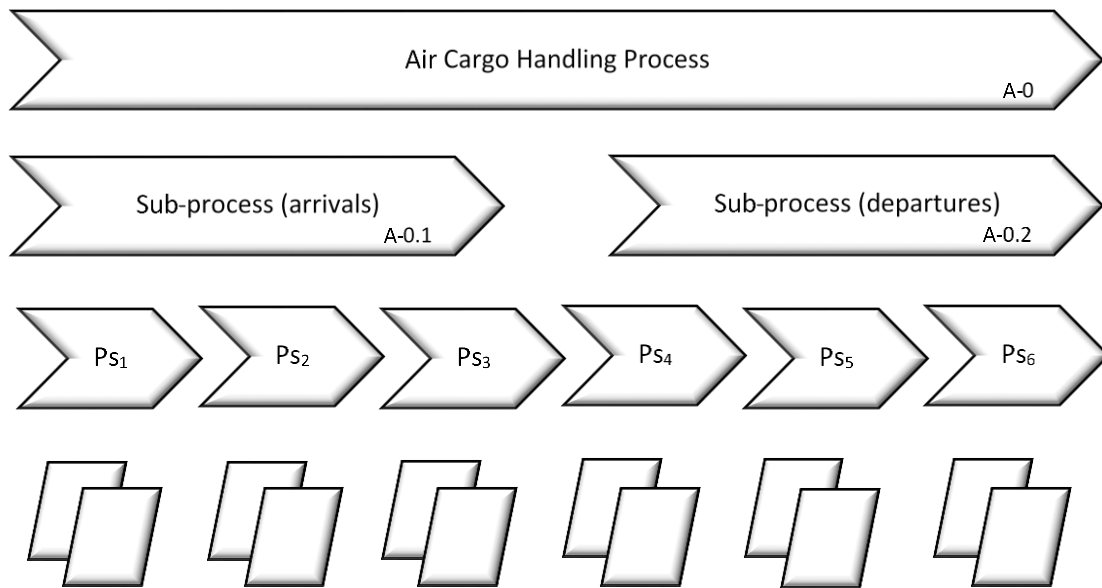 Air Cargo Handling Process
A-0
Sub-process (arrivals)
A-0.1
Sub-process (departures)
A-0.2
Ps₁
Ps₂
Ps₃
Ps₄
Ps₅
Ps₆